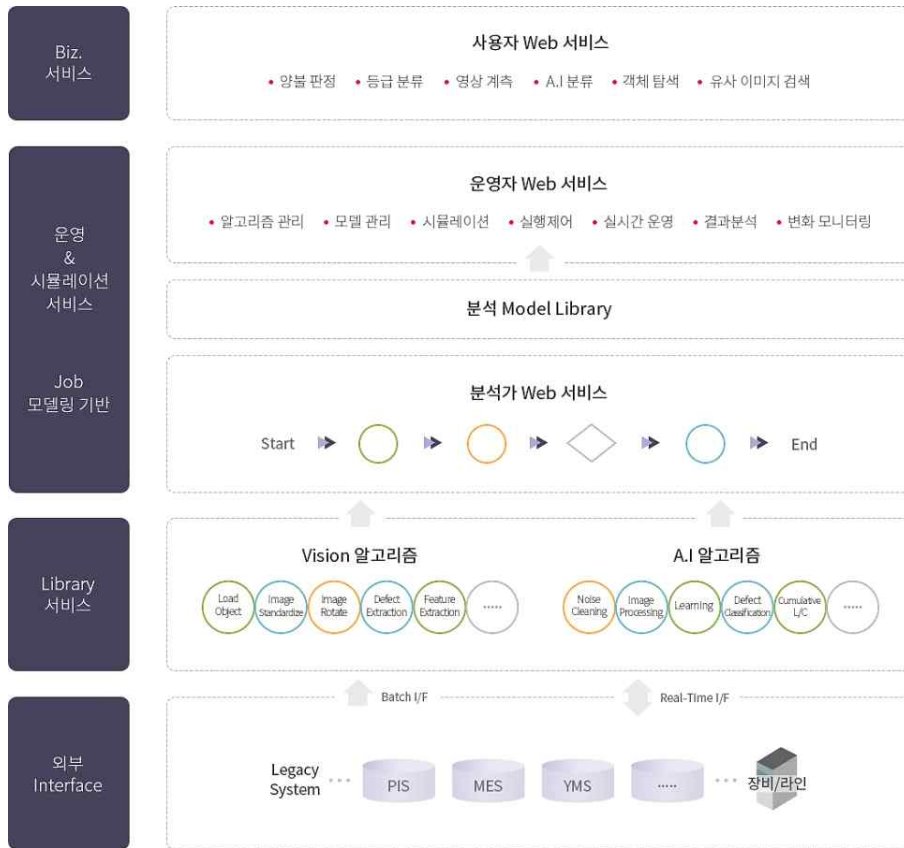 Biz.
서비스
사용자 Web 서비스
• 양불 판정 • 등급 분류 • 영상 계측 • A.I 분류 • 객체 탐색 • 유사 이미지 검색
운영
&
시뮬레이션
서비스
Job
모델링 기반
운영자 Web 서비스
• 알고리즘 관리 • 모델 관리 • 시뮬레이션 • 실행제어 • 실시간 운영 • 결과분석 • 변화 모니터링
분석 Model Library
분석가 Web 서비스
Start
End
Library
서비스
Vision 알고리즘
Load
Object
Image
Standardize
Image
Rotate
Defect
Extraction
Feature
Extraction
.....
A.I 알고리즘
Noise
Cleaning
Image
Processing
Learning
Defect
Classification
Cumulative
L/C
.....
Batch I/F
Real-Time I/F
외부
Interface
Legacy
System
...
PIS
MES
YMS
.....
...
장비/라인